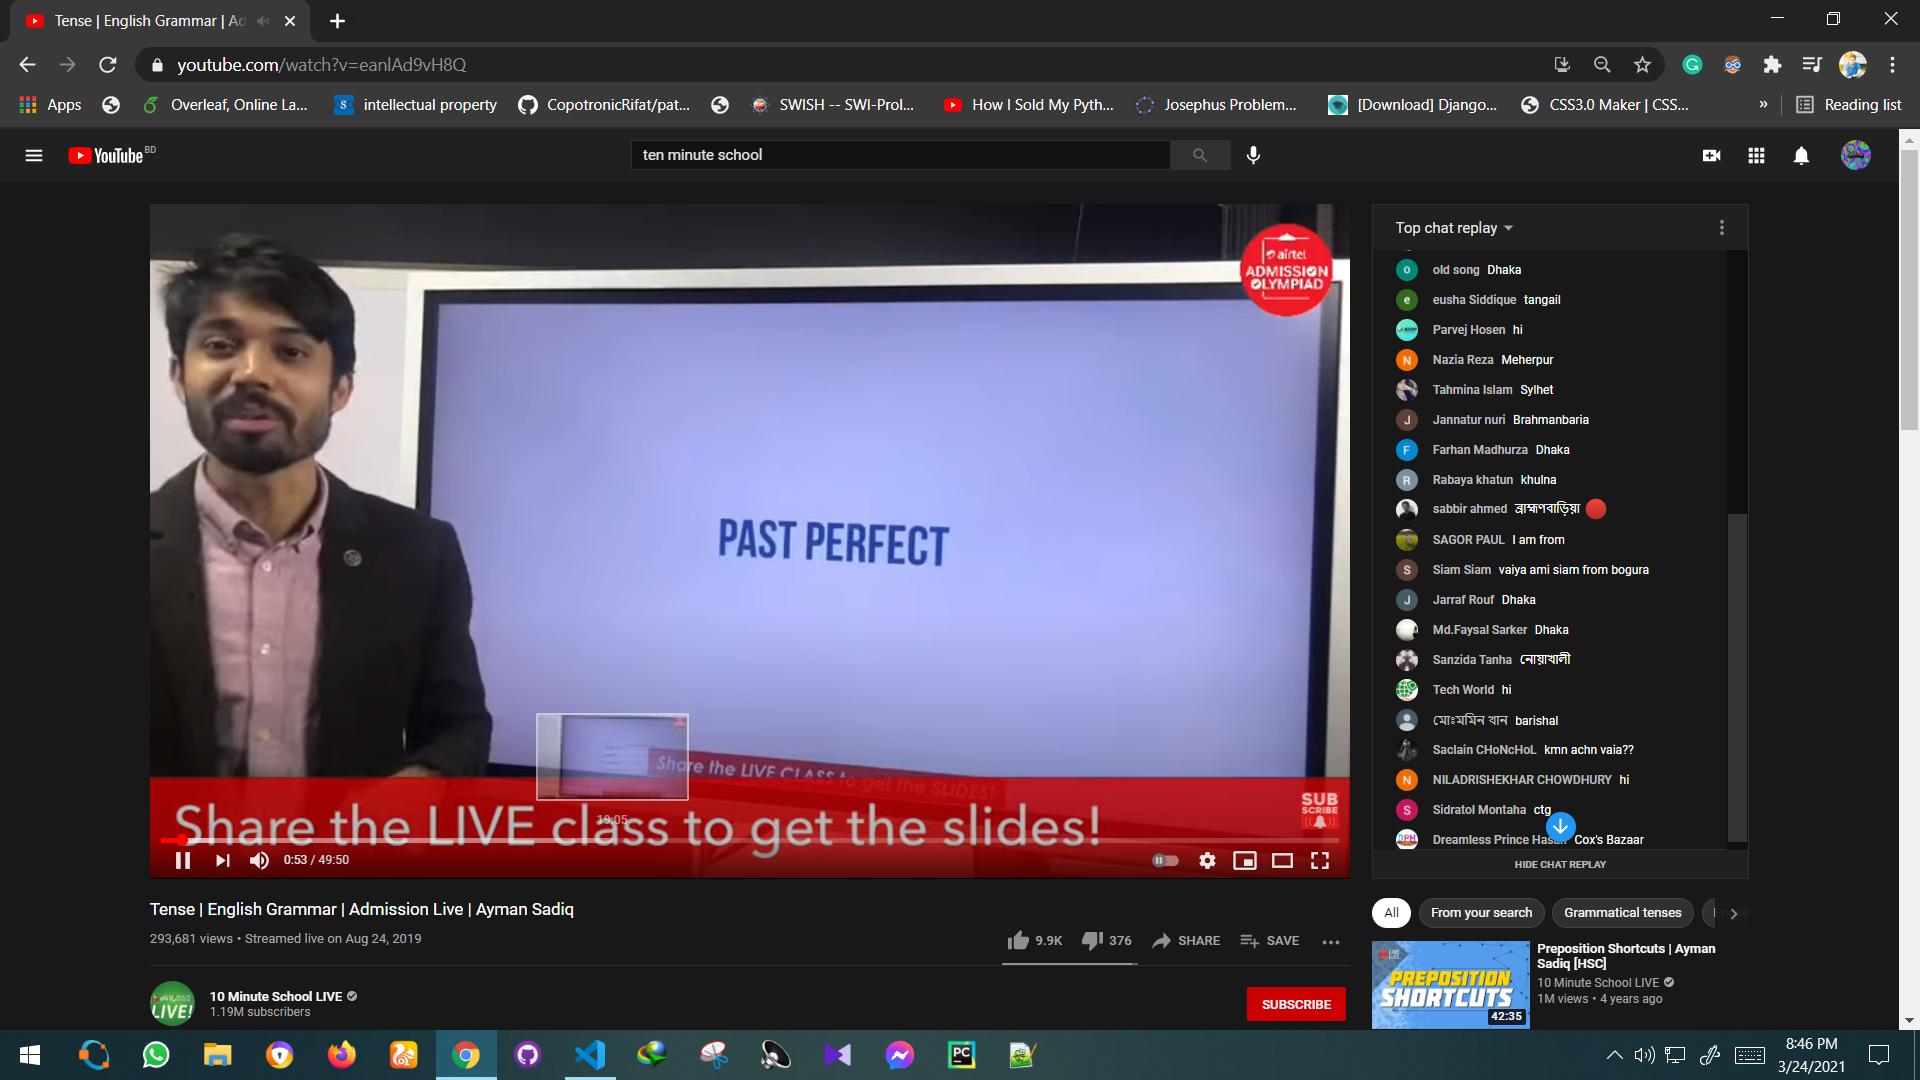 Tense | English Grammar | Ad
youtube.com/watch?v=eanlAd9vH8Q
Apps
Overleaf, Online La...
intellectual property
CopotronicRifat/pat...
SWISH -- SWI-Prol...
How I Sold My Pyth...
Josephus Problem...
[Download] Django...
CSS3.0 Maker | CSS...
»
Reading list
YouTube BD
ten minute school
airtel
ADMISSION
OLYMPIAD
PAST PERFECT
Share the LIVE CLASS to get the SLIDES!
Share the LIVE class to get the slides!
SUB
SCRIBE
19:05
0:53 / 49:50
Top chat replay
old song Dhaka
eusha Siddique tangail
Parvej Hosen hi
Nazia Reza Meherpur
Tahmina Islam Sylhet
Jannatur nuri Brahmanbaria
Farhan Madhurza Dhaka
Rabaya khatun khulna
sabbir ahmed ব্রাহ্মণবাড়িয়া
SAGOR PAUL I am from
Siam Siam vaiya ami siam from bogura
Jarraf Rouf Dhaka
Md.Faysal Sarker Dhaka
Sanzida Tanha নোয়াখালী
Tech World hi
মোঃমমিন খান barishal
Saclain CHoNcHoL kmn achn vaia??
NILADRISHEKHAR CHOWDHURY hi
Sidratol Montaha ctg
Dreamless Prince Hasan Cox's Bazaar
HIDE CHAT REPLAY
Tense | English Grammar | Admission Live | Ayman Sadiq
293,681 views • Streamed live on Aug 24, 2019
9.9K 376 SHARE SAVE
LIVE!
10 Minute School LIVE
1.19M subscribers
SUBSCRIBE
All From your search Grammatical tenses
PREPOSITION
SHORTCUTS
42:35
Preposition Shortcuts | Ayman
Sadiq [HSC]
10 Minute School LIVE
1M views • 4 years ago
8:46 PM
3/24/2021